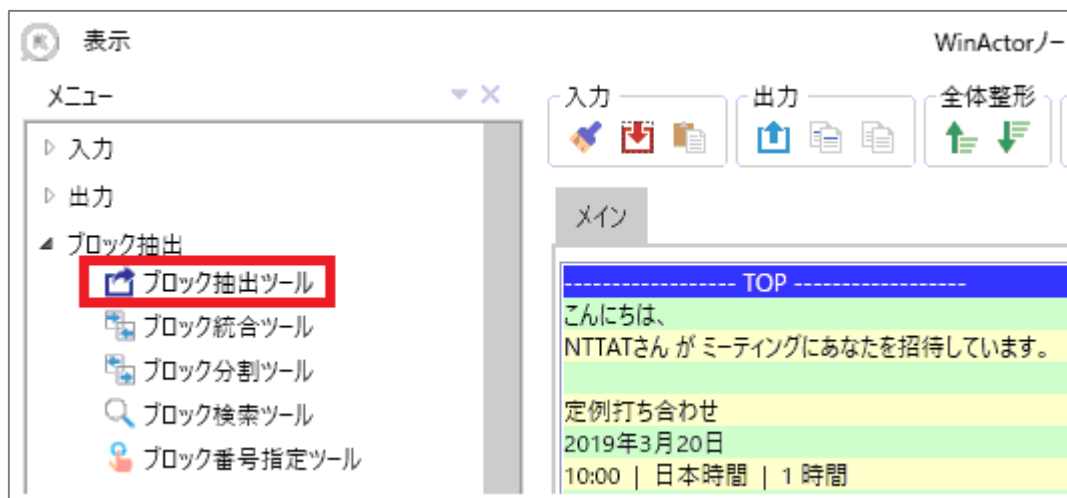 表示
WinActorノー
メニュー
入力
出力
ブロック抽出
ブロック抽出ツール
ブロック統合ツール
ブロック分割ツール
ブロック検索ツール
ブロック番号指定ツール
入力
出力
全体整形
メイン
------------------ TOP ------------------
こんにちは、
NTTATさん が ミーティングにあなたを招待しています。
定例打ち合わせ
2019年3月20日
10:00 | 日本時間 | 1 時間